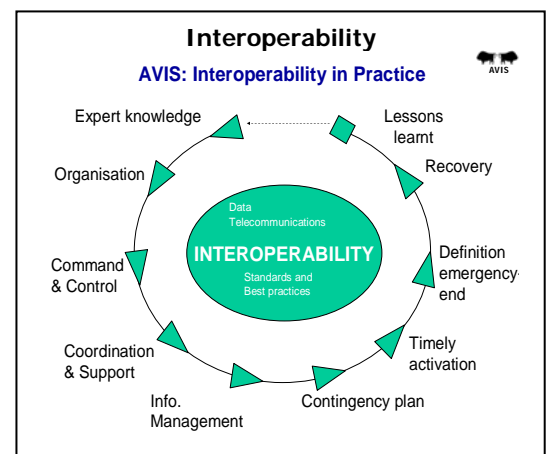 Interoperability
AVIS: Interoperability in Practice
AVIS
Expert knowledge
Organisation
Command
& Control
Coordination
& Support
Info.
Management
Contingency plan
Timely
activation
Definition
emergency
end
Recovery
Lessons
learnt
Data
Telecommunications
INTEROPERABILITY
Standards and
Best practices